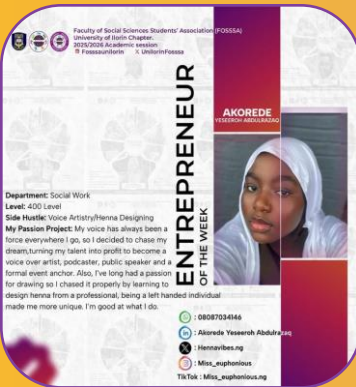 Faculty of Social Sciences Students' Association (FOSSSA)
University of Ilorin Chapter.
2025/2026 Academic session
Fosssaunilorin X UnilorinFosssa
AKOREDE
YESEEROH ABDULRAZAQ
ENTREPRENEUR
OF THE WEEK
Department: Social Work
Level: 400 Level
Side Hustle: Voice Artistry/Henna Designing
My Passion Project: My voice has always been a
force everywhere I go, so I decided to chase my
dream,turning my talent into profit to become a
voice over artist, podcaster, public speaker and a
formal event anchor. Also, I've long had a passion
for drawing so I chased it properly by learning to
design henna from a professional, being a left handed individual
made me more unique. I'm good at what I do.
: 08087034146
: Akorede Yeseeroh Abdulrazaq
: Hennavibes.ng
: Miss_euphonious
TikTok : Miss_euphonious.ng